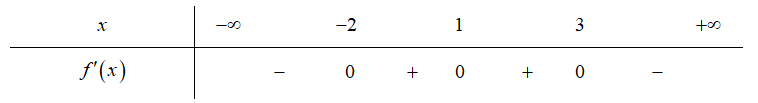 x −∞ −2 1 3 +∞
f′(x) − 0 + 0 + 0 −